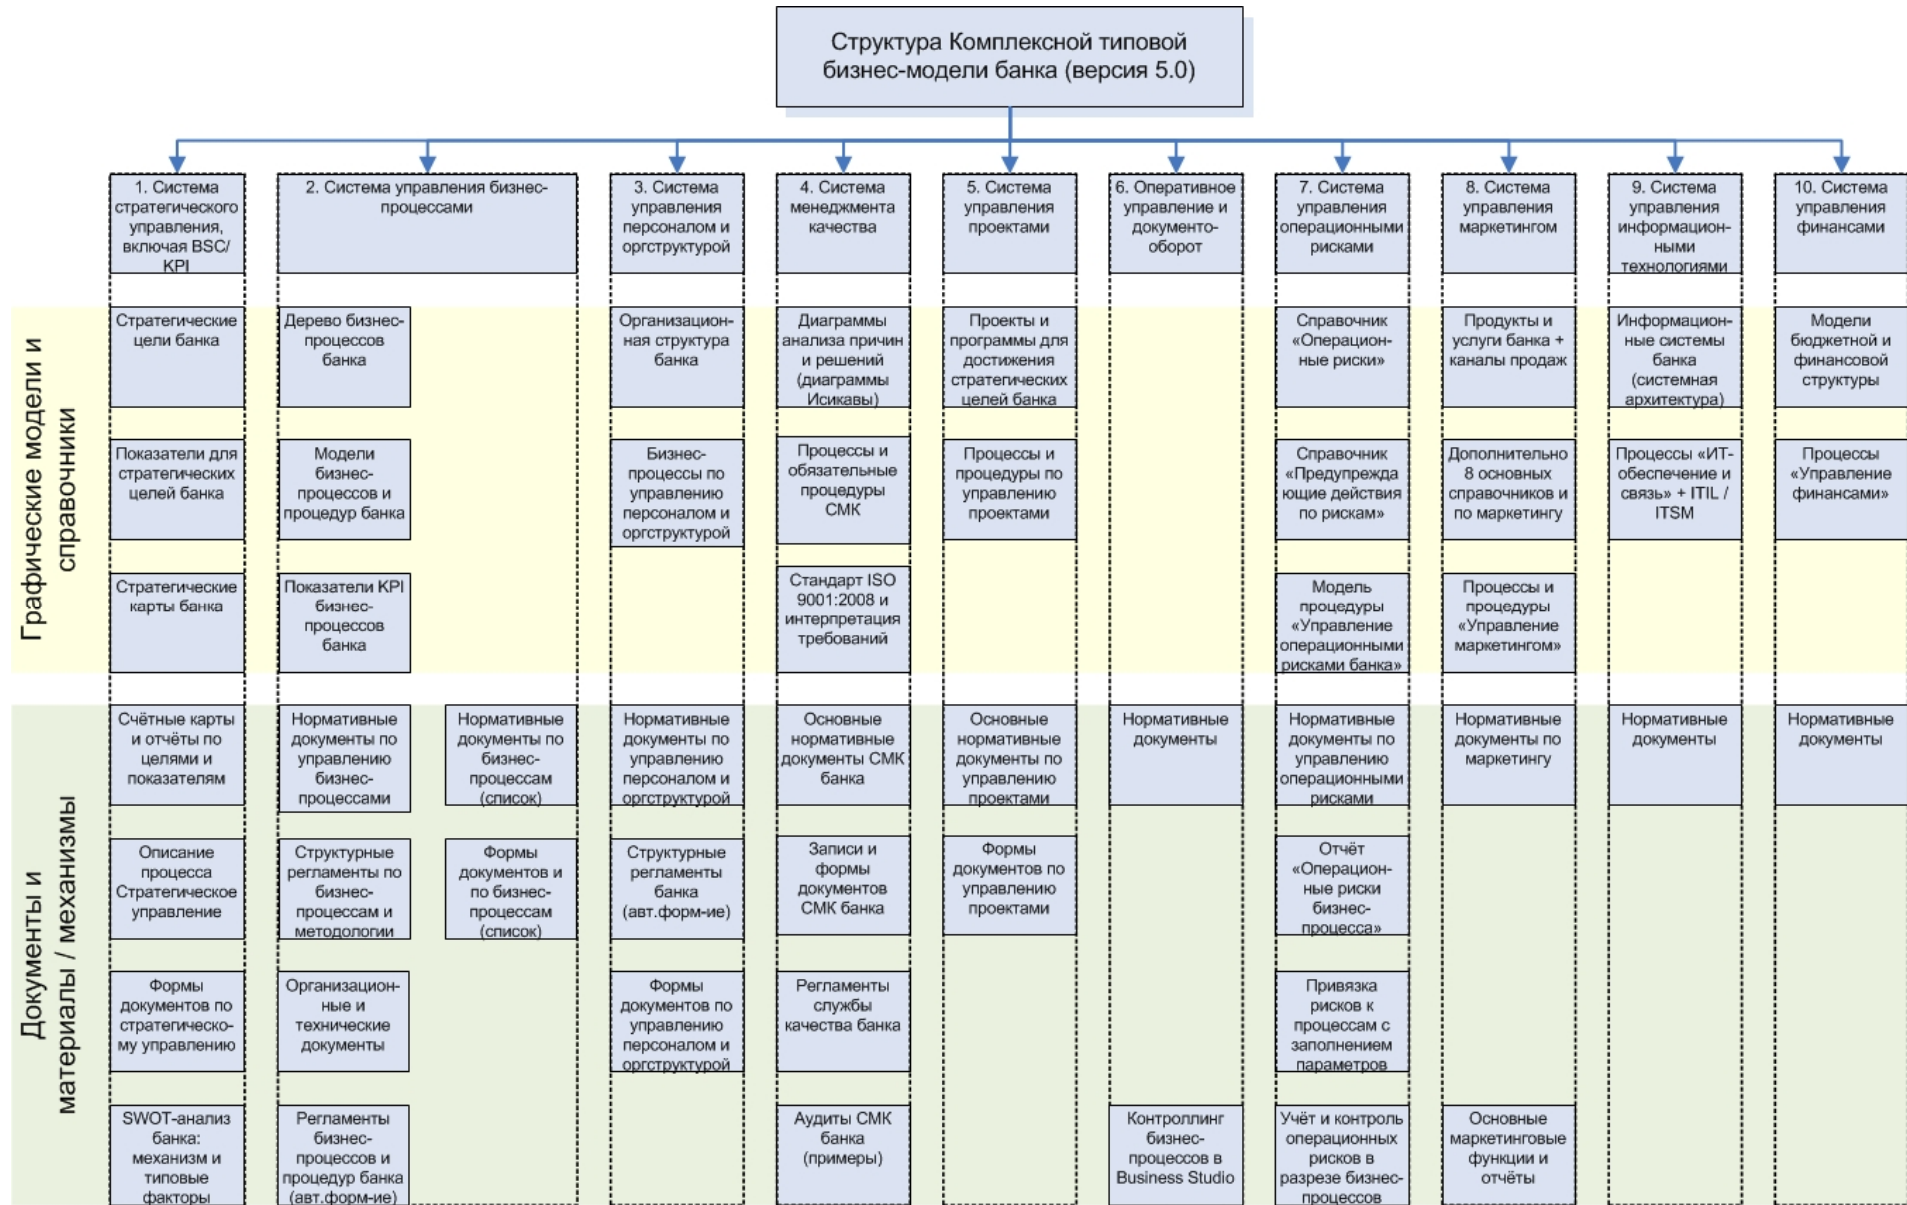 Структура Комплексной типовой
бизнес-модели банка (версия 5.0)
1. Система
стратегического
управления,
включая BSC/
KPI
2. Система управления бизнес-
процессами
3. Система
управления
персоналом и
оргструктурой
4. Система
менеджмента
качества
5. Система
управления
проектами
6. Оперативное
управление и
документо-
оборот
7. Система
управления
операционными
рисками
8. Система
управления
маркетингом
9. Система
управления
информацион-
ными
технологиями
10. Система
управления
финансами
Графические модели и
справочники
Стратегические
цели банка
Дерево бизнес-
процессов
банка
Организацион-
ная структура
банка
Диаграммы
анализа причин
и решений
(диаграммы
Исикавы)
Проекты и
программы для
достижения
стратегических
целей банка
Справочник
«Операцион-
ные риски»
Продукты и
услуги банка +
каналы продаж
Информацион-
ные системы
банка
(системная
архитектура)
Модели
бюджетной и
финансовой
структуры
Показатели для
стратегических
целей банка
Модели
бизнес-
процессов и
процедур банка
Бизнес-
процессы по
управлению
персоналом и
оргструктурой
Процессы и
обязательные
процедуры
СМК
Процессы и
процедуры по
управлению
проектами
Справочник
«Предупрежда
ющие действия
по рискам»
Дополнительно
8 основных
справочников и
по маркетингу
Процессы «ИТ-
обеспечение и
связь» + ITIL /
ITSM
Процессы
«Управление
финансами»
Стратегические
карты банка
Показатели KPI
бизнес-
процессов
банка
Стандарт ISO
9001:2008 и
интерпретация
требований
Модель
процедуры
«Управление
операционными
рисками банка»
Процессы и
процедуры
«Управление
маркетингом»
Документы и
материалы / механизмы
Счётные карты
и отчёты по
целями и
показателям
Нормативные
документы по
управлению
бизнес-
процессами
Нормативные
документы по
бизнес-
процессам
(список)
Нормативные
документы по
управлению
персоналом и
оргструктурой
Основные
нормативные
документы СМК
банка
Основные
нормативные
документы по
управлению
проектами
Нормативные
документы
Нормативные
документы по
управлению
операционными
рисками
Нормативные
документы по
маркетингу
Нормативные
документы
Нормативные
документы
Описание
процесса
Стратегическое
управление
Структурные
регламенты по
бизнес-
процессам и
методологии
Формы
документов и
по бизнес-
процессам
(список)
Структурные
регламенты
банка
(авт.форм-ие)
Записи и
формы
документов
СМК банка
Формы
документов по
управлению
проектами
Отчёт
«Операцион-
ные риски
бизнес-
процесса»
Формы
документов по
стратегическо-
му управлению
Организацион-
ные и
технические
документы
Формы
документов по
управлению
персоналом и
оргструктурой
Регламенты
службы
качества банка
Привязка
рисков к
процессам с
заполнением
параметров
SWOT-анализ
банка:
механизм и
типовые
факторы
Регламенты
бизнес-
процессов и
процедур банка
(авт.форм-ие)
Аудиты СМК
банка
(примеры)
Контроллинг
бизнес-
процессов в
Business Studio
Учёт и контроль
операционных
рисков в
разрезе бизнес-
процессов
Основные
маркетинговые
функции и
отчёты